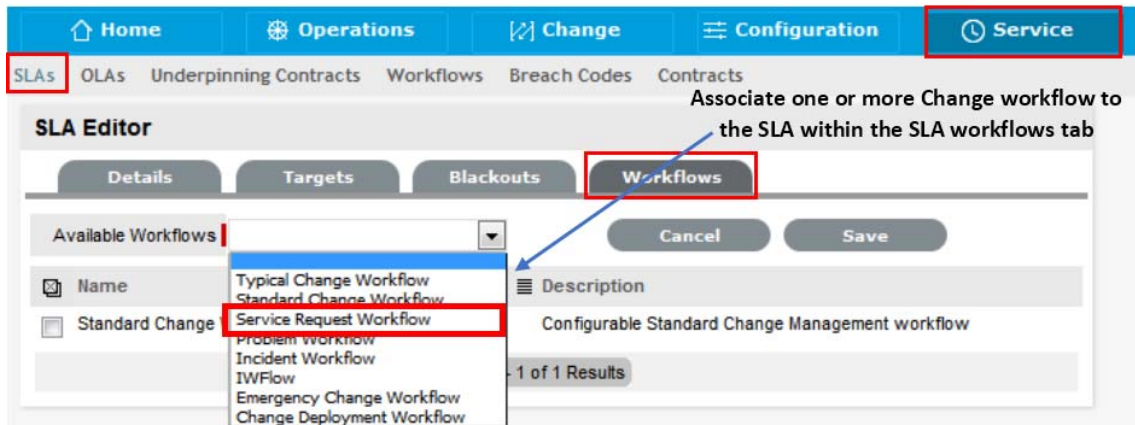 Home Operations Change Configuration Service
SLAs OLAs Underpinning Contracts Workflows Breach Codes Contracts
Associate one or more Change workflow to
the SLA within the SLA workflows tab
SLA Editor
Details Targets Blackouts Workflows
Available Workflows Cancel Save
Name Description
Typical Change Workflow
Standard Change Workflow
Service Request Workflow
Problem Workflow
Incident Workflow
IWFlow
Emergency Change Workflow
Change Deployment Workflow
Standard Change Configurable Standard Change Management workflow
1 of 1 Results